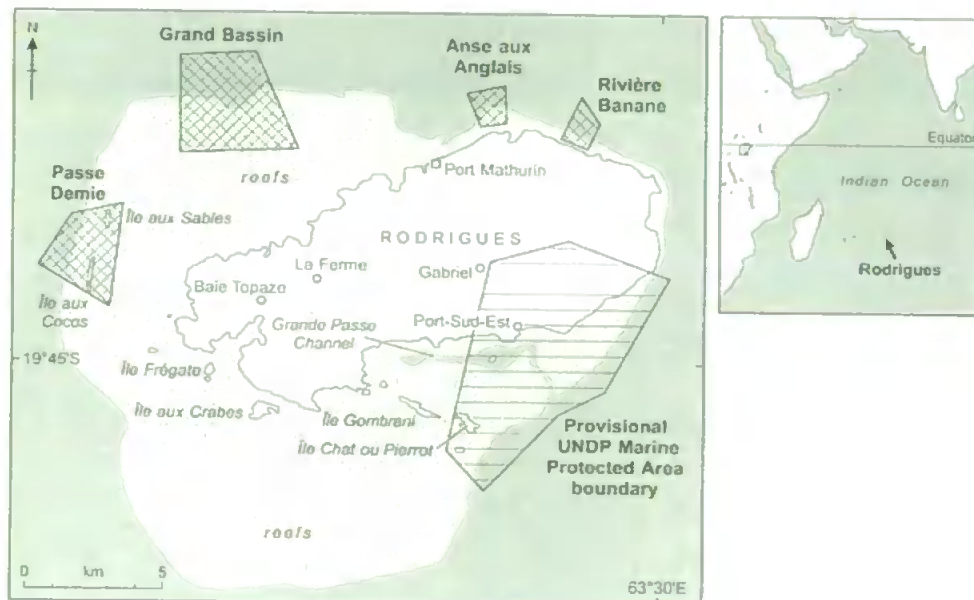 N
Grand Bassin
Anse aux
Anglais
Rivière
Banane
Port Mathurin
reefs
Passe
Demie
Île aux Sables
RODRIGUES
La Ferme
Gabriel
Baie Topaze
Île aux
Cocos
Grande Passe
Channel
Port-Sud-Est
19°45'S
Île Frégate
Île aux Crabes
Île Gombrani
Île Chat ou Pierrot
Provisional
UNDP Marine
Protected Area
boundary
reefs
0 km 5
63°30'E
Equator
Indian Ocean
Rodrigues